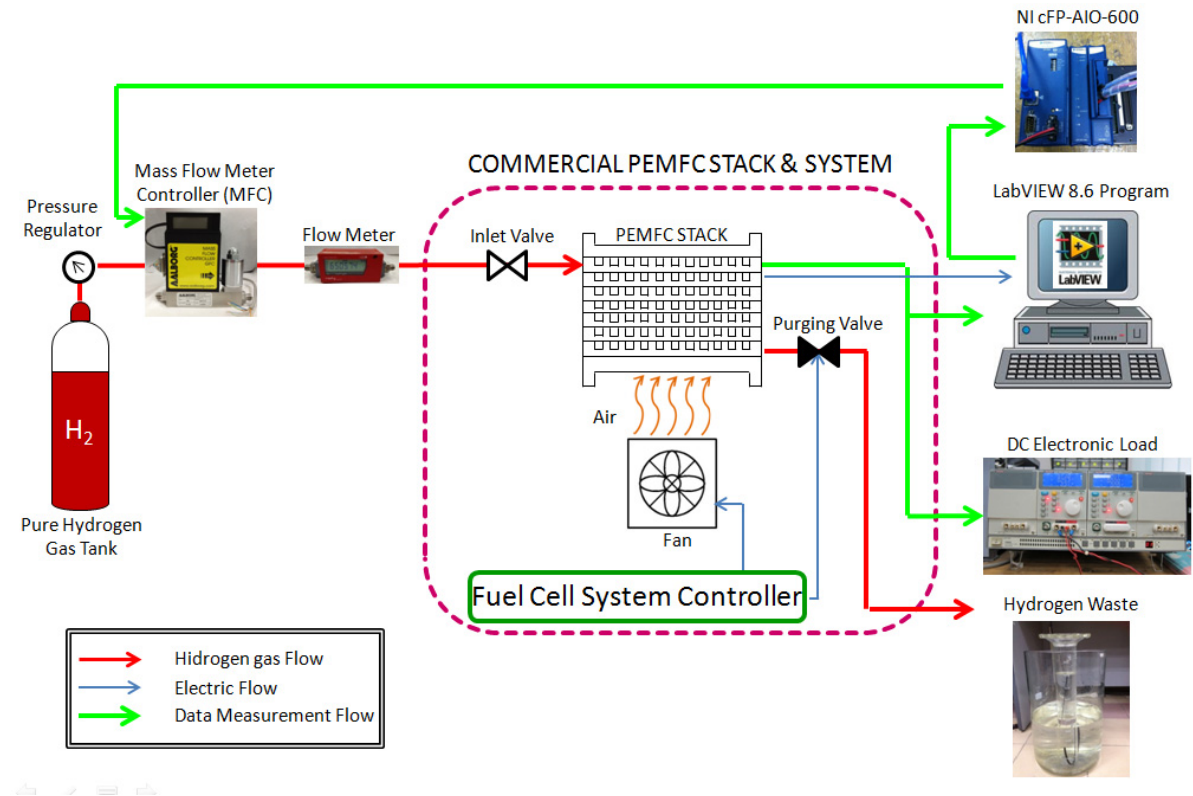 NI cFP-AIO-600
COMMERCIAL PEMFC STACK & SYSTEM
Mass Flow Meter
Controller (MFC)
LabVIEW 8.6 Program
Pressure
Regulator
Flow Meter
Inlet Valve
PEMFC STACK
AALBORG
LabVIEW
Purging Valve
H2
Air
DC Electronic Load
Pure Hydrogen
Gas Tank
Fan
Fuel Cell System Controller
Hydrogen Waste
Hidrogen gas Flow
Electric Flow
Data Measurement Flow